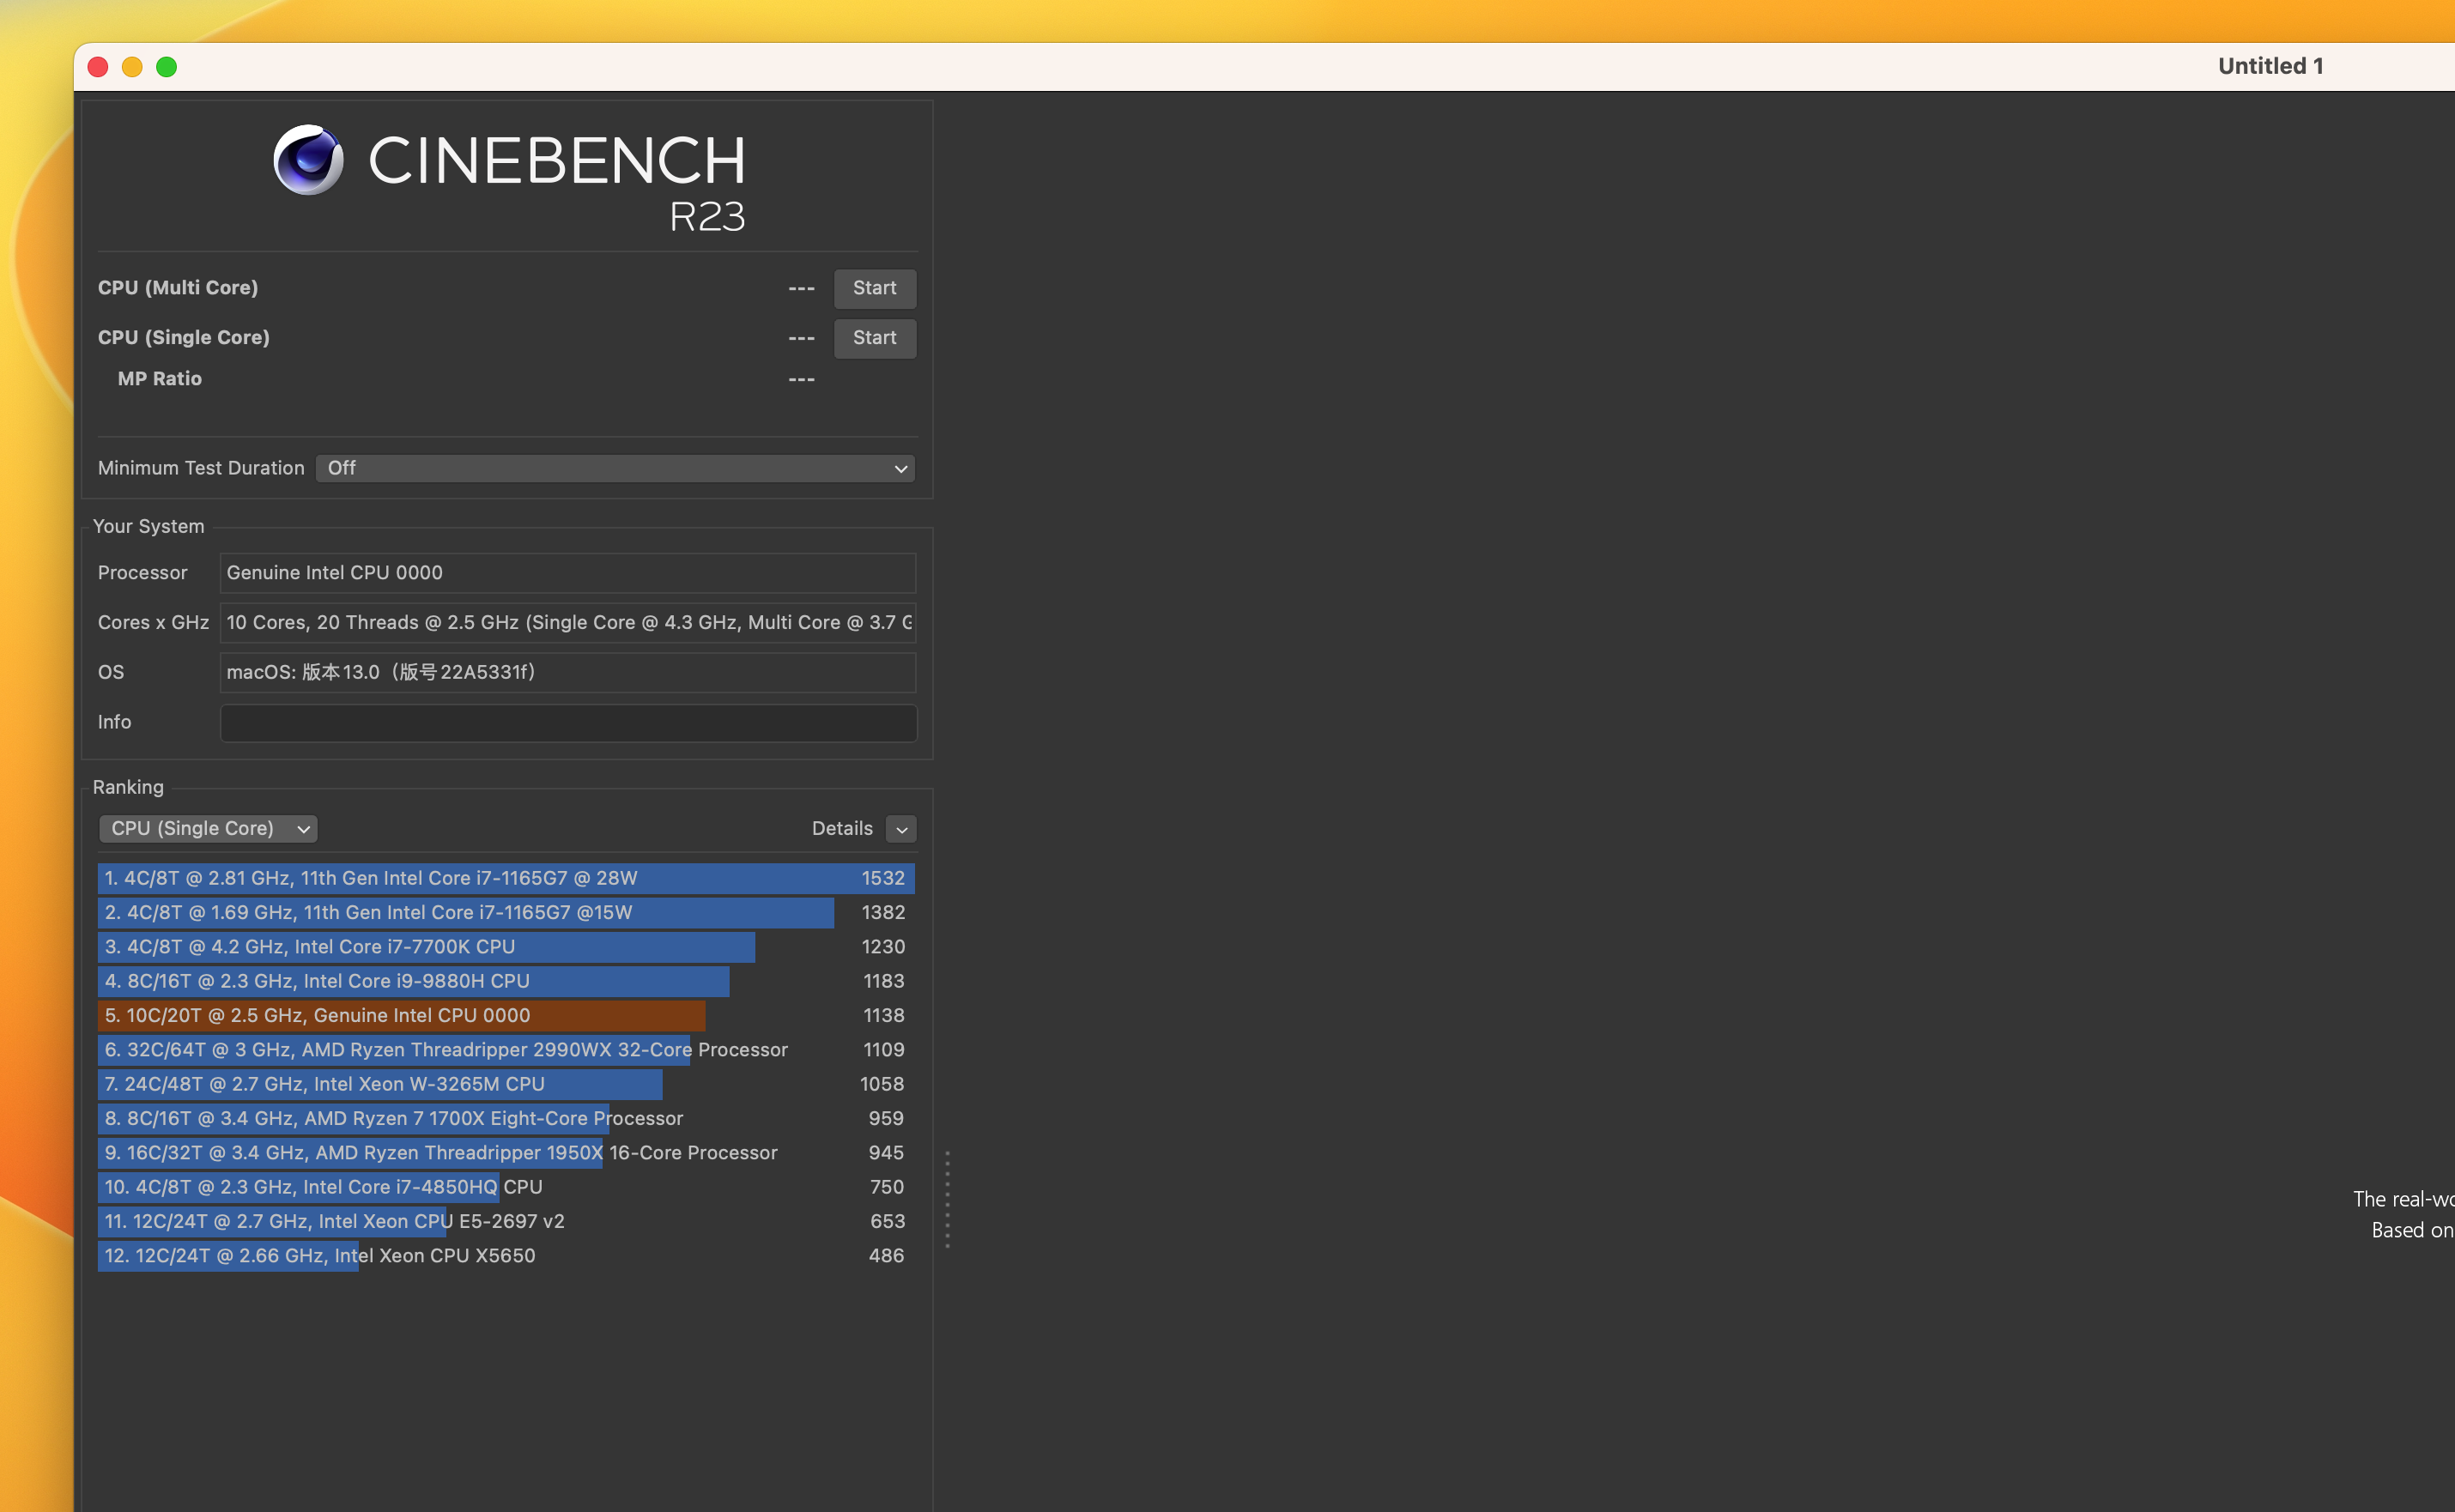 Untitled 1
CINEBENCH
R23
CPU (Multi Core) --- Start
CPU (Single Core) --- Start
MP Ratio ---
Minimum Test Duration Off
Your System
Processor Genuine Intel CPU 0000
Cores x GHz 10 Cores, 20 Threads @ 2.5 GHz (Single Core @ 4.3 GHz, Multi Core @ 3.7 G
OS macOS: 版本13.0（版号22A5331f）
Info
Ranking
CPU (Single Core) Details
1. 4C/8T @ 2.81 GHz, 11th Gen Intel Core i7-1165G7 @ 28W 1532
2. 4C/8T @ 1.69 GHz, 11th Gen Intel Core i7-1165G7 @15W 1382
3. 4C/8T @ 4.2 GHz, Intel Core i7-7700K CPU 1230
4. 8C/16T @ 2.3 GHz, Intel Core i9-9880H CPU 1183
5. 10C/20T @ 2.5 GHz, Genuine Intel CPU 0000 1138
6. 32C/64T @ 3 GHz, AMD Ryzen Threadripper 2990WX 32-Core Processor 1109
7. 24C/48T @ 2.7 GHz, Intel Xeon W-3265M CPU 1058
8. 8C/16T @ 3.4 GHz, AMD Ryzen 7 1700X Eight-Core Processor 959
9. 16C/32T @ 3.4 GHz, AMD Ryzen Threadripper 1950X 16-Core Processor 945
10. 4C/8T @ 2.3 GHz, Intel Core i7-4850HQ CPU 750
11. 12C/24T @ 2.7 GHz, Intel Xeon CPU E5-2697 v2 653
12. 12C/24T @ 2.66 GHz, Intel Xeon CPU X5650 486
The real-wo
Based on